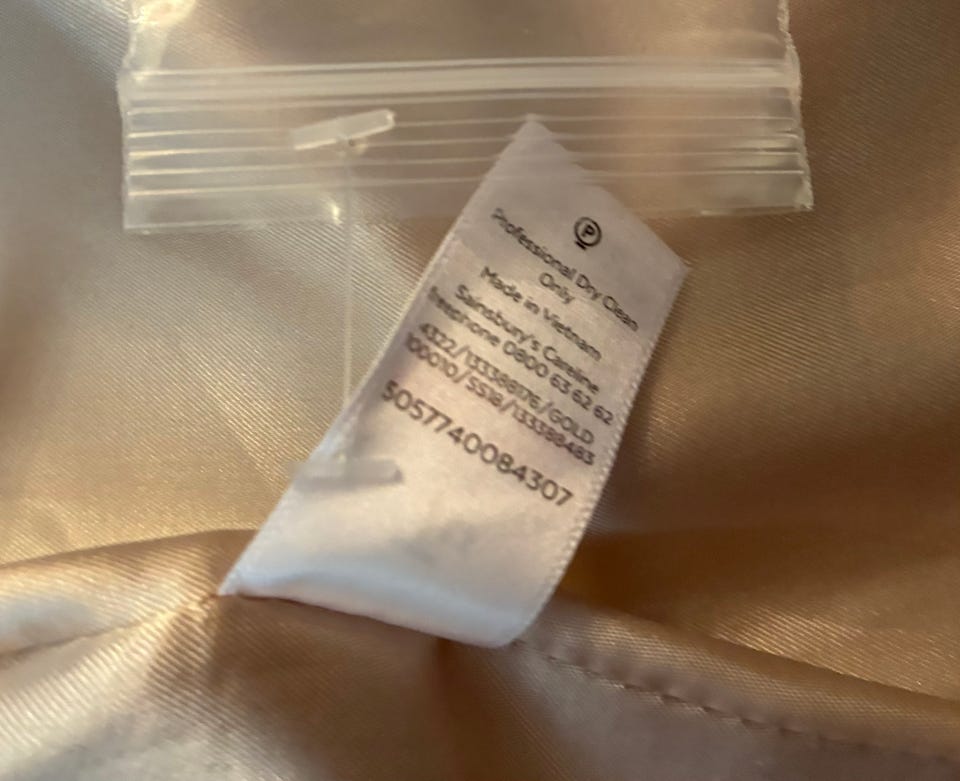 P
Professional Dry Clean
Only
Made in Vietnam
Sainsbury's Careline
freephone 0800 63 62 62
4322/133388176/GOLD
100010/SS18/133388483
5057740084307